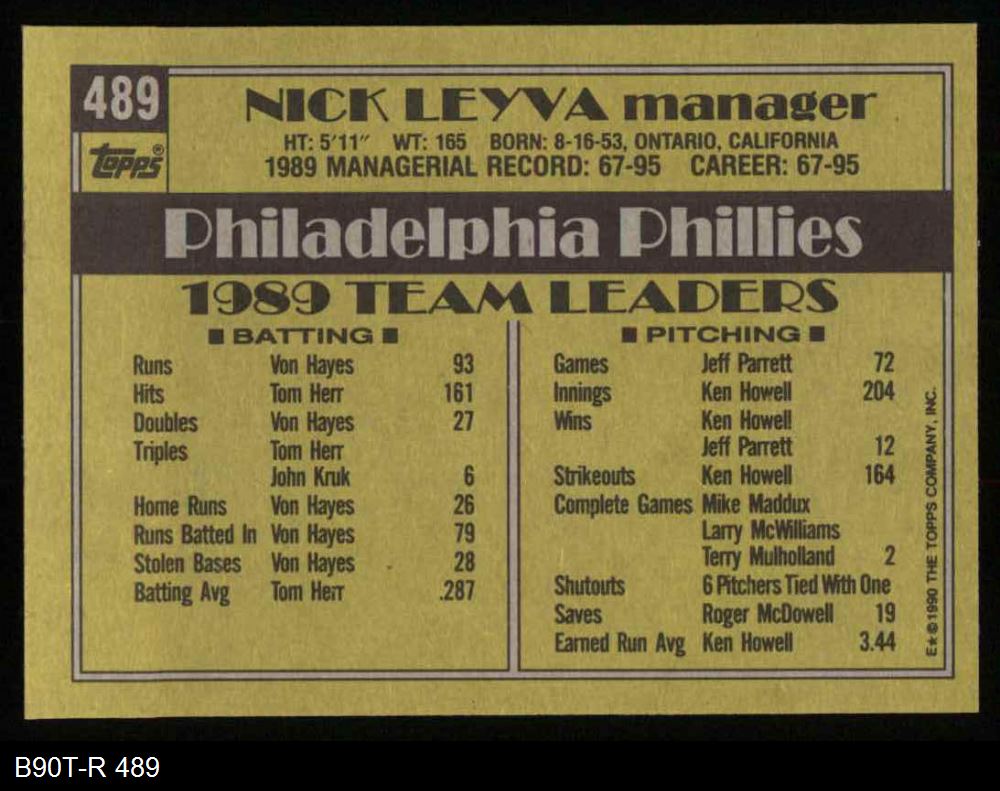 489
Topps®
NICK LEYVA manager
HT: 5'11" WT: 165 BORN: 8-16-53, ONTARIO, CALIFORNIA
1989 MANAGERIAL RECORD: 67-95 CAREER: 67-95
Philadelphia Phillies
1989 TEAM LEADERS
■ BATTING ■
Runs Von Hayes 93
Hits Tom Herr 161
Doubles Von Hayes 27
Triples Tom Herr
John Kruk 6
Home Runs Von Hayes 26
Runs Batted In Von Hayes 79
Stolen Bases Von Hayes 28
Batting Avg Tom Herr .287
■ PITCHING ■
Games Jeff Parrett 72
Innings Ken Howell 204
Wins Ken Howell
Jeff Parrett 12
Strikeouts Ken Howell 164
Complete Games Mike Maddux
Larry McWilliams
Terry Mulholland 2
Shutouts 6 Pitchers Tied With One
Saves Roger McDowell 19
Earned Run Avg Ken Howell 3.44
E★©1990 THE TOPPS COMPANY, INC.
B90T-R 489